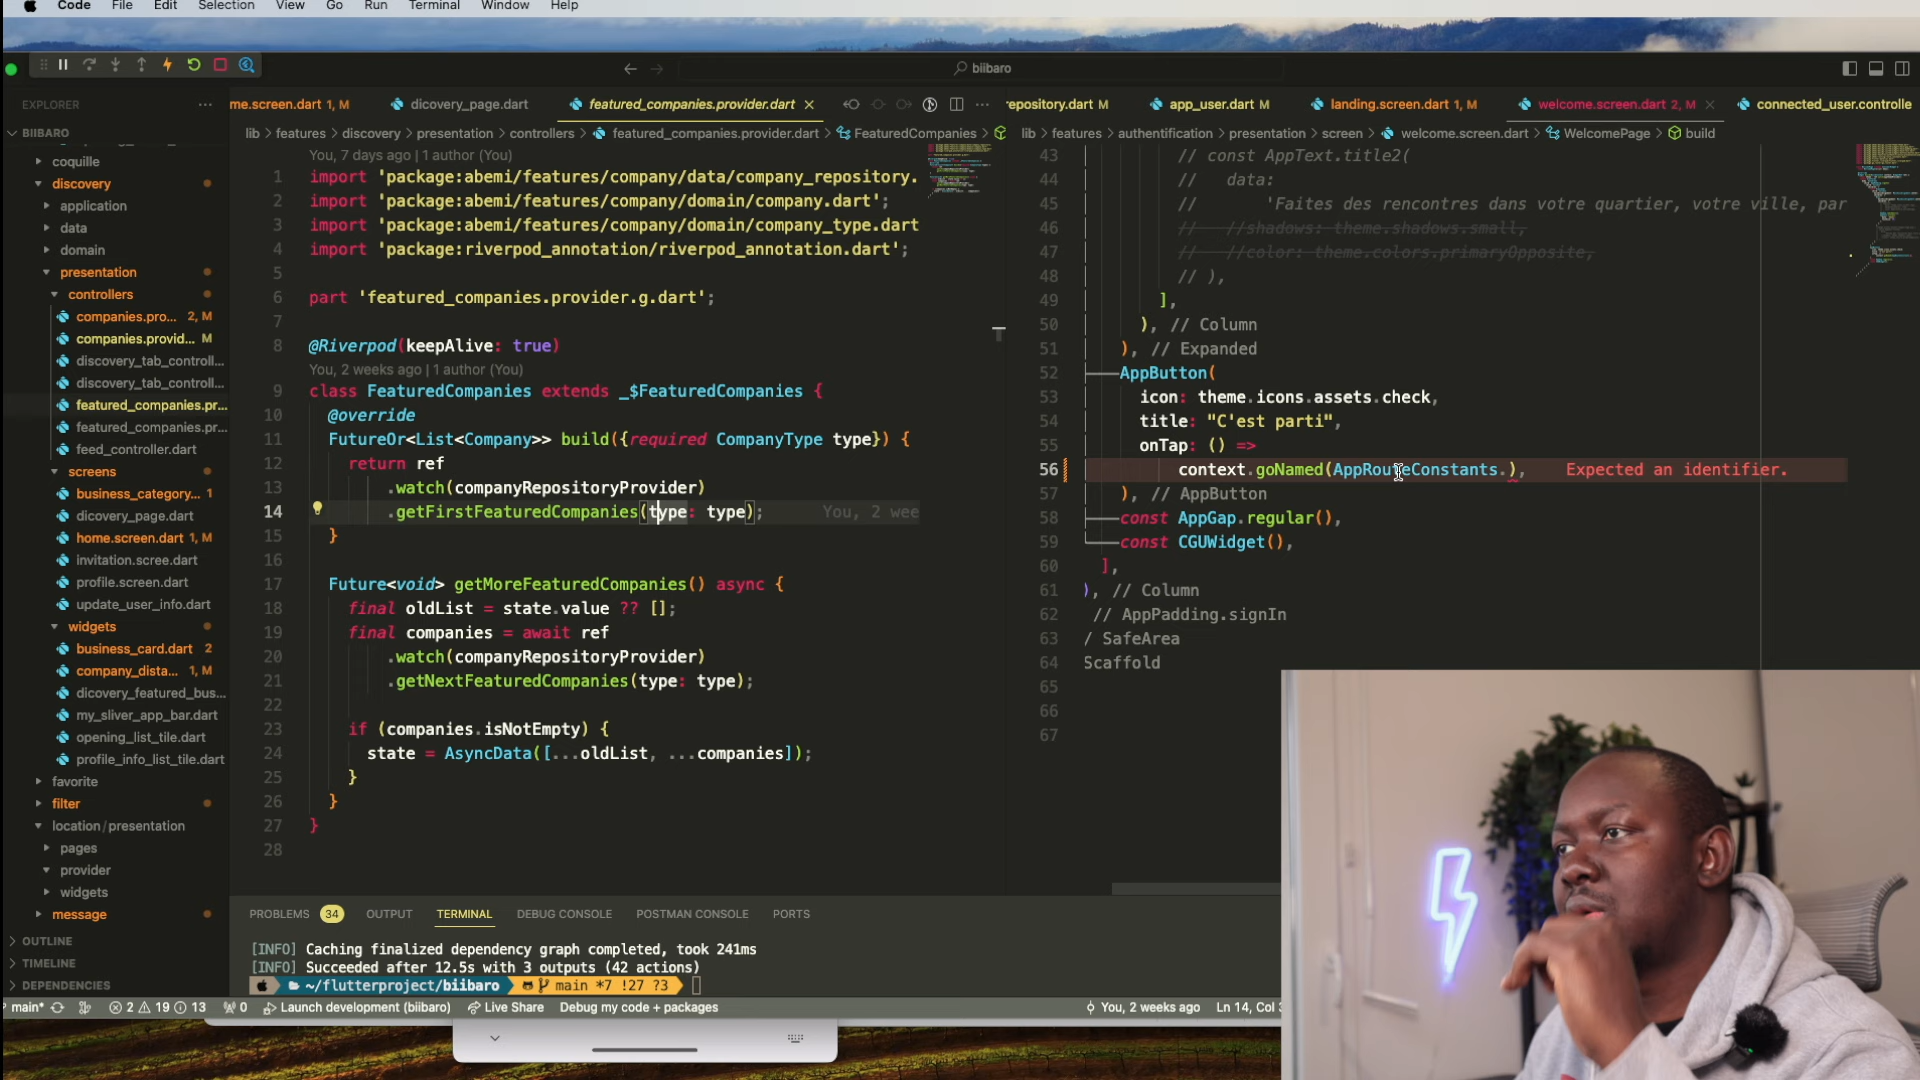 Code File Edit Selection View Go Run Terminal Window Help
biibaro
EXPLORER
BIIBARO
coquille
discovery
application
data
domain
presentation
controllers
companies.pro... 2, M
companies.provid... M
discovery_tab_controll...
discovery_tab_controll...
featured_companies.pr...
featured_companies.pr...
feed_controller.dart
screens
business_category... 1
dicovery_page.dart
home.screen.dart 1, M
invitation.scree.dart
profile.screen.dart
update_user_info.dart
widgets
business_card.dart 2
company_dista... 1, M
dicovery_featured_bus...
my_sliver_app_bar.dart
opening_list_tile.dart
profile_info_list_tile.dart
favorite
filter
location/presentation
pages
provider
widgets
message
OUTLINE
TIMELINE
DEPENDENCIES
me.screen.dart 1, M dicovery_page.dart featured_companies.provider.dart
lib > features > discovery > presentation > controllers > featured_companies.provider.dart > FeaturedCompanies >
You, 7 days ago | 1 author (You)
1 import 'package:abemi/features/company/data/company_repository.
2 import 'package:abemi/features/company/domain/company.dart';
3 import 'package:abemi/features/company/domain/company_type.dart
4 import 'package:riverpod_annotation/riverpod_annotation.dart';
5
6 part 'featured_companies.provider.g.dart';
7
8 @Riverpod(keepAlive: true)
You, 2 weeks ago | 1 author (You)
9 class FeaturedCompanies extends _$FeaturedCompanies {
10 @override
11 FutureOr<List<Company>> build({required CompanyType type}) {
12 return ref
13 .watch(companyRepositoryProvider)
14 .getFirstFeaturedCompanies(type: type); You, 2 wee
15 }
16
17 Future<void> getMoreFeaturedCompanies() async {
18 final oldList = state.value ?? [];
19 final companies = await ref
20 .watch(companyRepositoryProvider)
21 .getNextFeaturedCompanies(type: type);
22
23 if (companies.isNotEmpty) {
24 state = AsyncData([...oldList, ...companies]);
25 }
26 }
27 }
28
repository.dart M app_user.dart M landing.screen.dart 1, M welcome.screen.dart 2, M connected_user.controlle
lib > features > authentification > presentation > screen > welcome.screen.dart > WelcomePage > build
43 // const AppText.title2(
44 // data:
45 // 'Faites des rencontres dans votre quartier, votre ville, par
46 // //shadows: theme.shadows.small,
47 // //color: theme.colors.primaryOpposite,
48 // ),
49 ],
50 ), // Column
51 ), // Expanded
52 AppButton(
53 icon: theme.icons.assets.check,
54 title: "C'est parti",
55 onTap: () =>
56 context.goNamed(AppRouteConstants.), Expected an identifier.
57 ), // AppButton
58 const AppGap.regular(),
59 const CGUWidget(),
60 ],
61 ), // Column
62 // AppPadding.signIn
63 / SafeArea
64 Scaffold
65
66
67
PROBLEMS 34 OUTPUT TERMINAL DEBUG CONSOLE POSTMAN CONSOLE PORTS
[INFO] Caching finalized dependency graph completed, took 241ms
[INFO] Succeeded after 12.5s with 3 outputs (42 actions)
~/flutterproject/biibaro main *7 !27 ?3
main* 2 19 13 0 Launch development (biibaro) Live Share Debug my code + packages You, 2 weeks ago Ln 14, Col 3